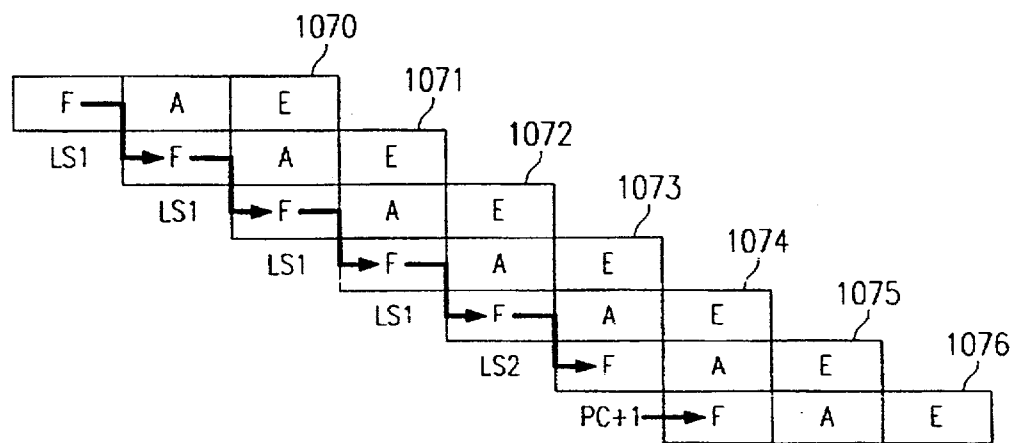 1070
F A E
1071
LS1 F A E
1072
LS1 F A E
1073
LS1 F A E
1074
LS1 F A E
1075
LS2 F A E
1076
PC+1 F A E